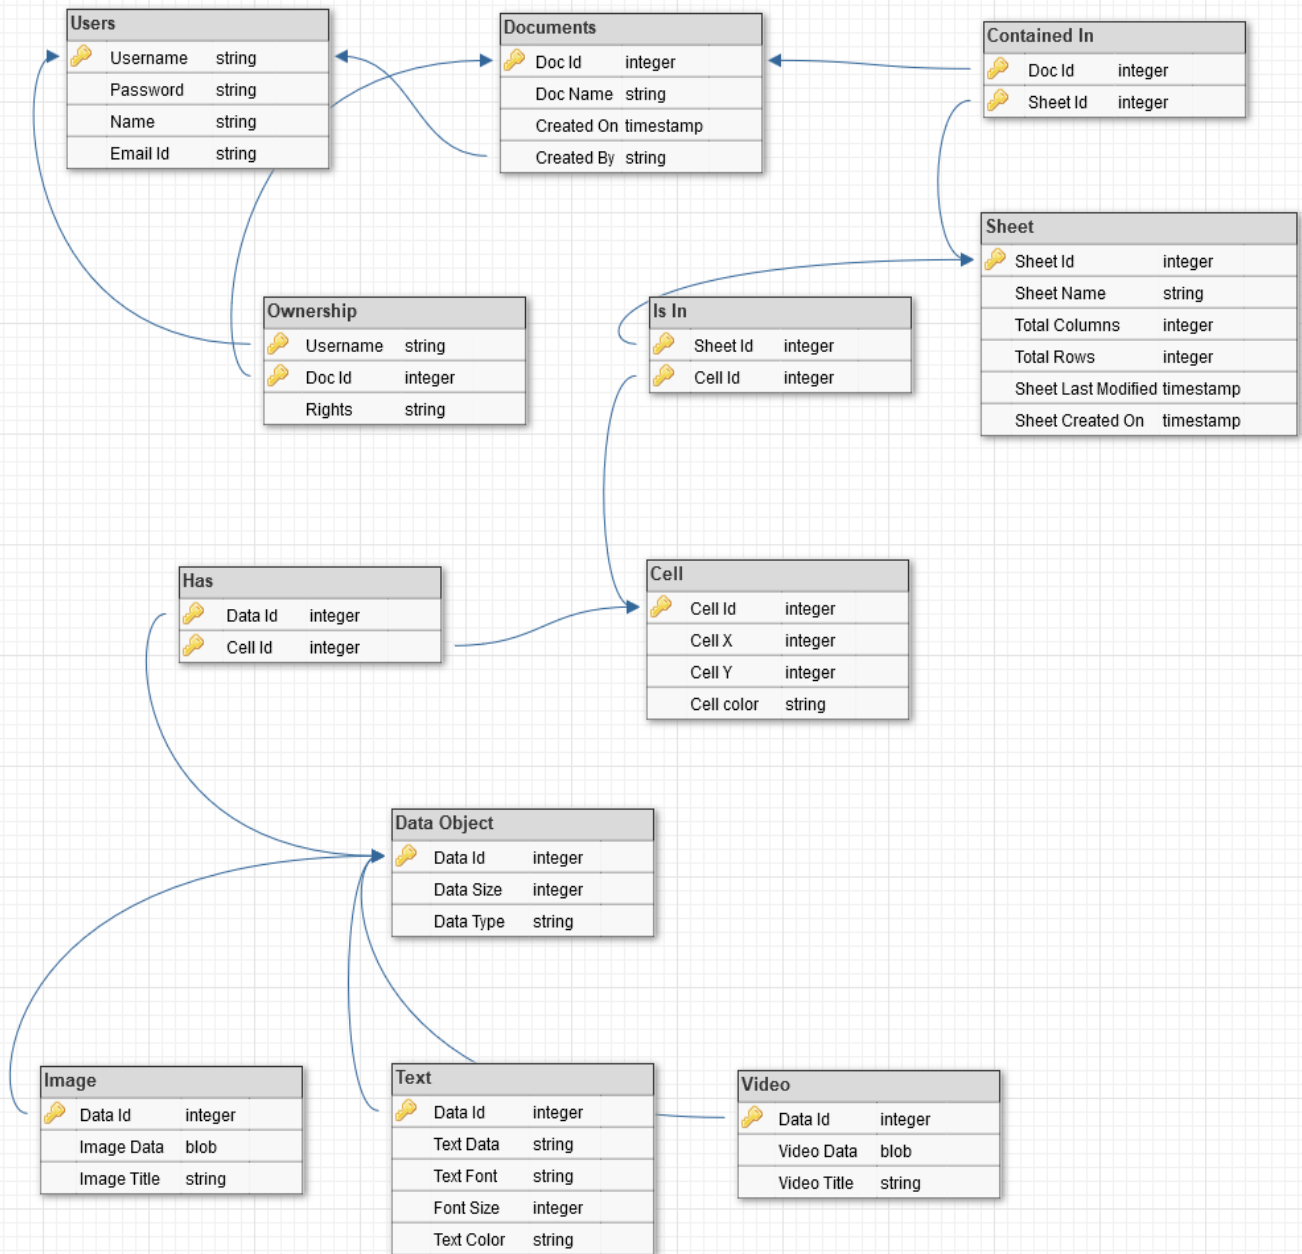 Users
Username string
Password string
Name string
Email Id string
Documents
Doc Id integer
Doc Name string
Created On timestamp
Created By string
Contained In
Doc Id integer
Sheet Id integer
Sheet
Sheet Id integer
Sheet Name string
Total Columns integer
Total Rows integer
Sheet Last Modified timestamp
Sheet Created On timestamp
Ownership
Username string
Doc Id integer
Rights string
Is In
Sheet Id integer
Cell Id integer
Has
Data Id integer
Cell Id integer
Cell
Cell Id integer
Cell X integer
Cell Y integer
Cell color string
Data Object
Data Id integer
Data Size integer
Data Type string
Image
Data Id integer
Image Data blob
Image Title string
Text
Data Id integer
Text Data string
Text Font string
Font Size integer
Text Color string
Video
Data Id integer
Video Data blob
Video Title string